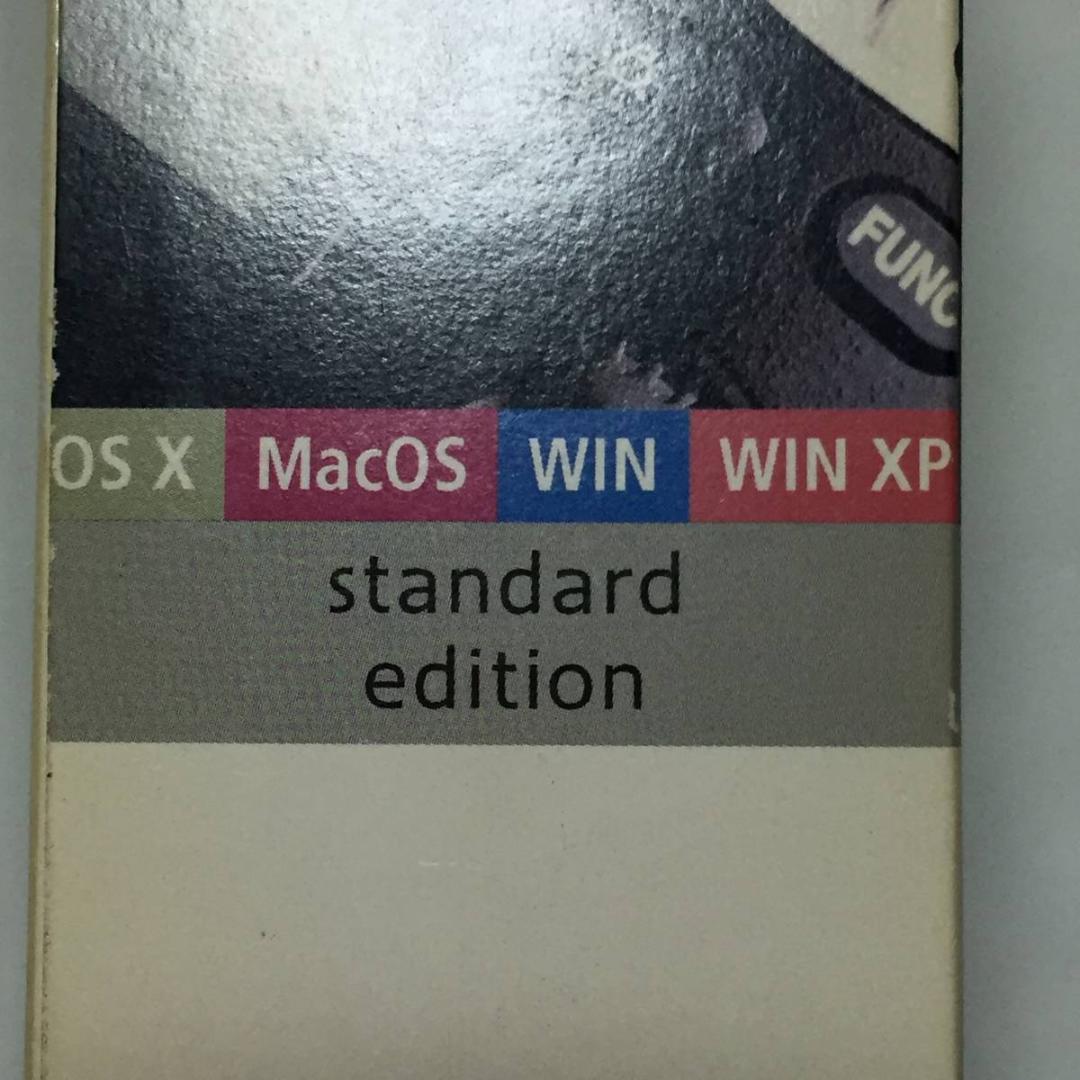 FUNC
OS X MacOS WIN WIN XP
standard
edition